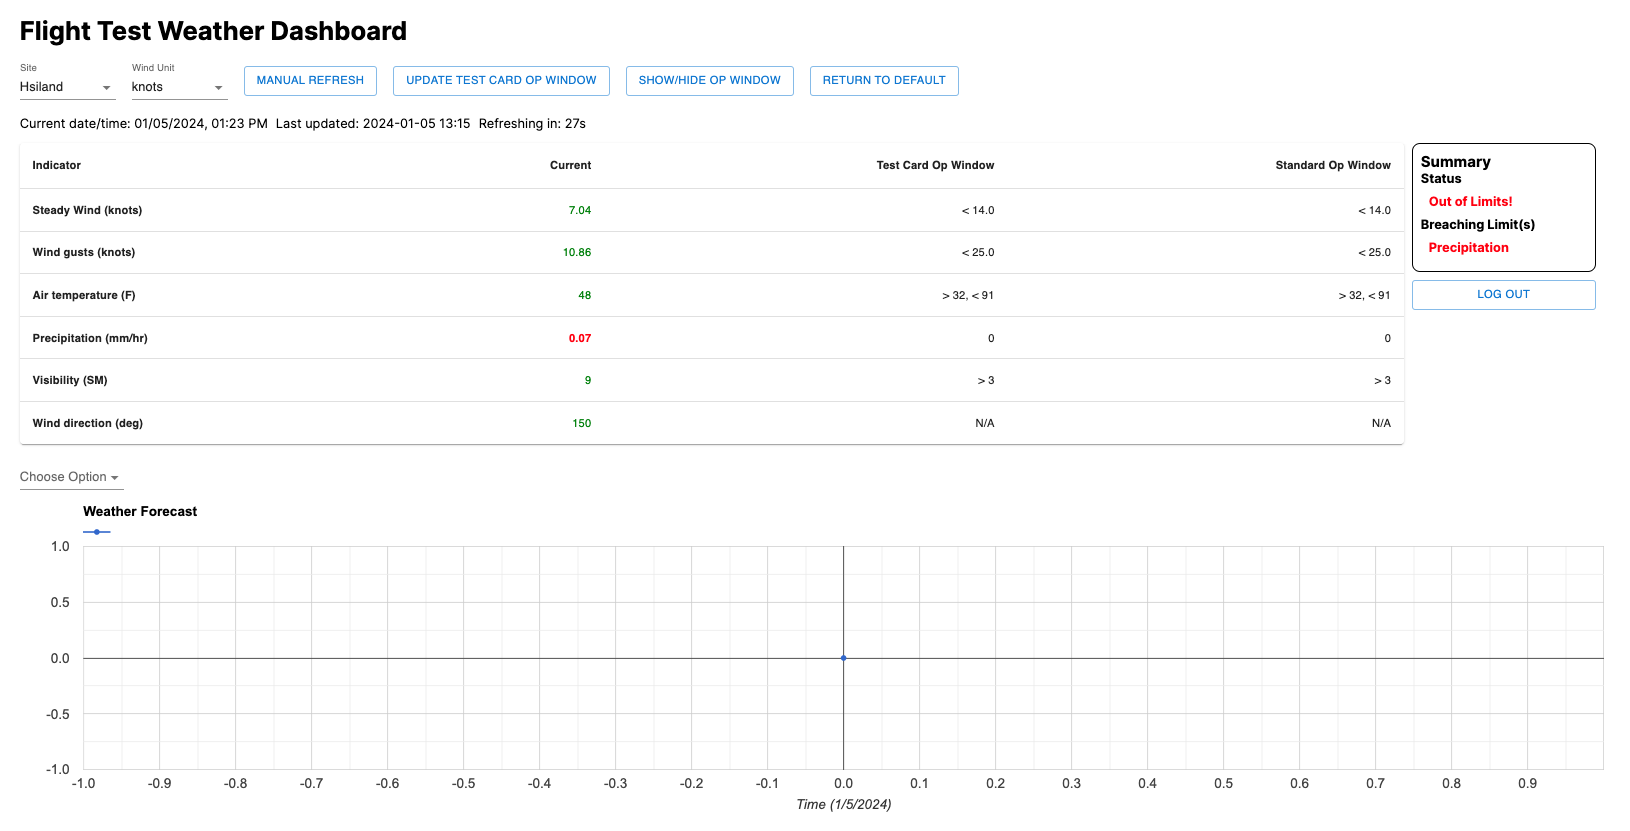 Flight Test Weather Dashboard
Site
Hsiland
Wind Unit
knots
MANUAL REFRESH
UPDATE TEST CARD OP WINDOW
SHOW/HIDE OP WINDOW
RETURN TO DEFAULT
Current date/time: 01/05/2024, 01:23 PM Last updated: 2024-01-05 13:15 Refreshing in: 27s
Indicator Current Test Card Op Window Standard Op Window
Steady Wind (knots) 7.04 < 14.0 < 14.0
Wind gusts (knots) 10.86 < 25.0 < 25.0
Air temperature (F) 48 > 32, < 91 > 32, < 91
Precipitation (mm/hr) 0.07 0 0
Visibility (SM) 9 > 3 > 3
Wind direction (deg) 150 N/A N/A
Summary
Status
Out of Limits!
Breaching Limit(s)
Precipitation
LOG OUT
Choose Option
Weather Forecast
1.0
0.5
0.0
-0.5
-1.0
-1.0 -0.9 -0.8 -0.7 -0.6 -0.5 -0.4 -0.3 -0.2 -0.1 0.0 0.1 0.2 0.3 0.4 0.5 0.6 0.7 0.8 0.9
Time (1/5/2024)